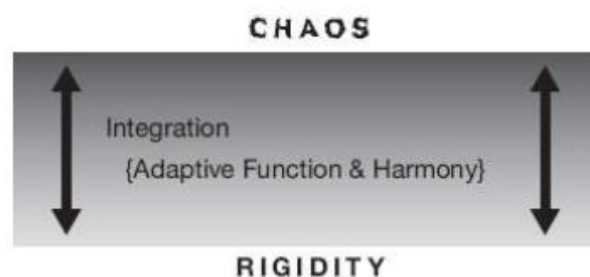 CHAOS
Integration
{Adaptive Function & Harmony}
RIGIDITY